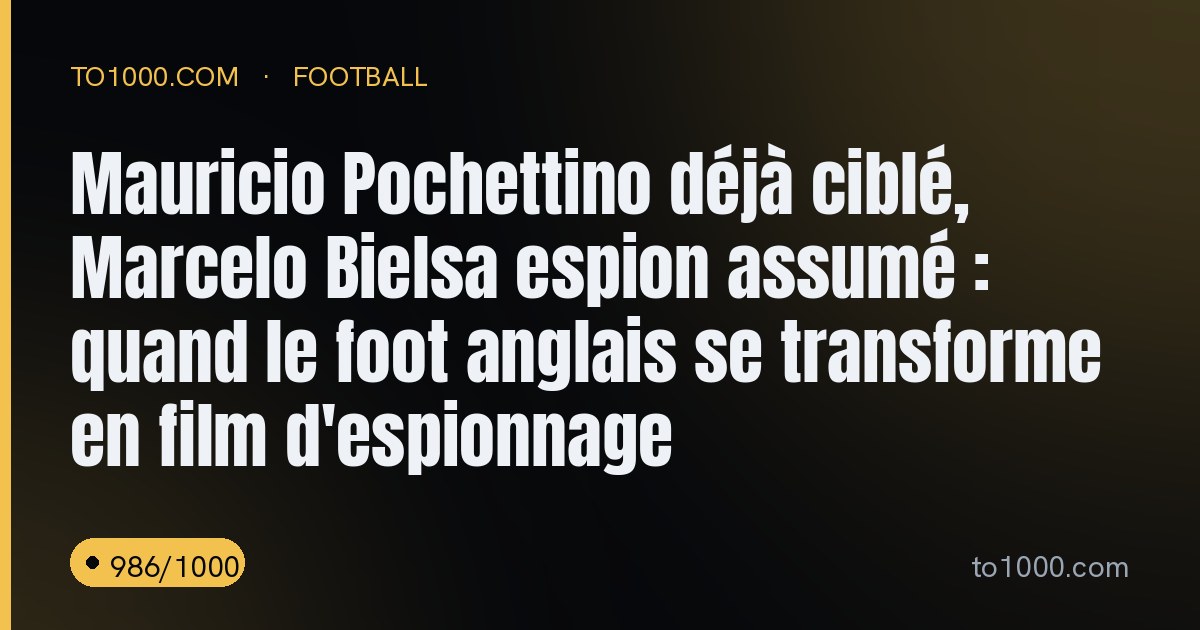 TO1000.COM · FOOTBALL
Mauricio Pochettino déjà ciblé,
Marcelo Bielsa espion assumé :
quand le foot anglais se transforme
en film d'espionnage
986/1000
to1000.com